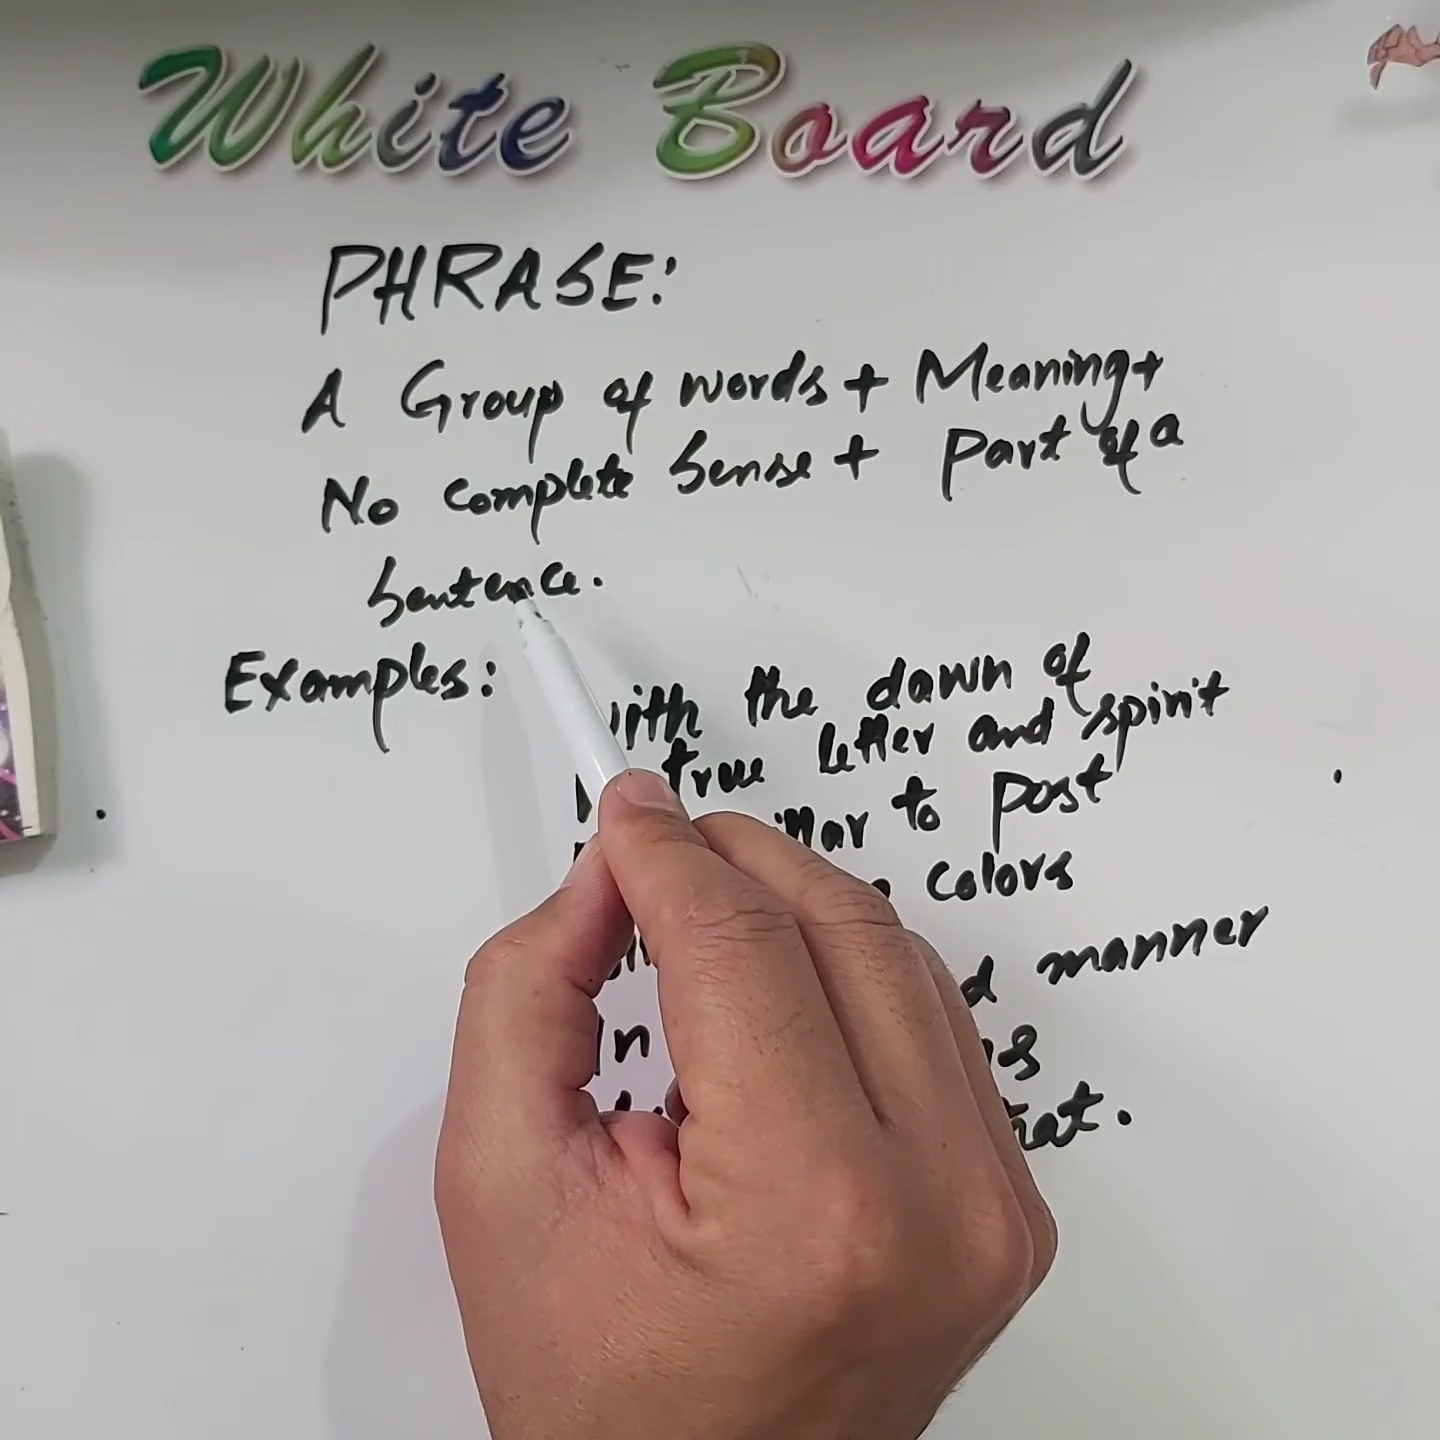 White Board
PHRASE:
A Group of words + Meaning +
No complete Sense + Part of a
Sentence.
Examples:
with the dawn of
true letter and spirit
to post
colors
manner
In